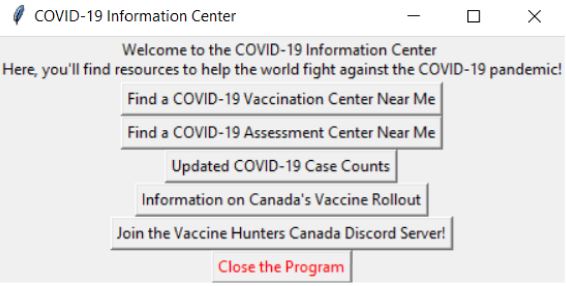 COVID-19 Information Center
Welcome to the COVID-19 Information Center
Here, you'll find resources to help the world fight against the COVID-19 pandemic!
Find a COVID-19 Vaccination Center Near Me
Find a COVID-19 Assessment Center Near Me
Updated COVID-19 Case Counts
Information on Canada's Vaccine Rollout
Join the Vaccine Hunters Canada Discord Server!
Close the Program